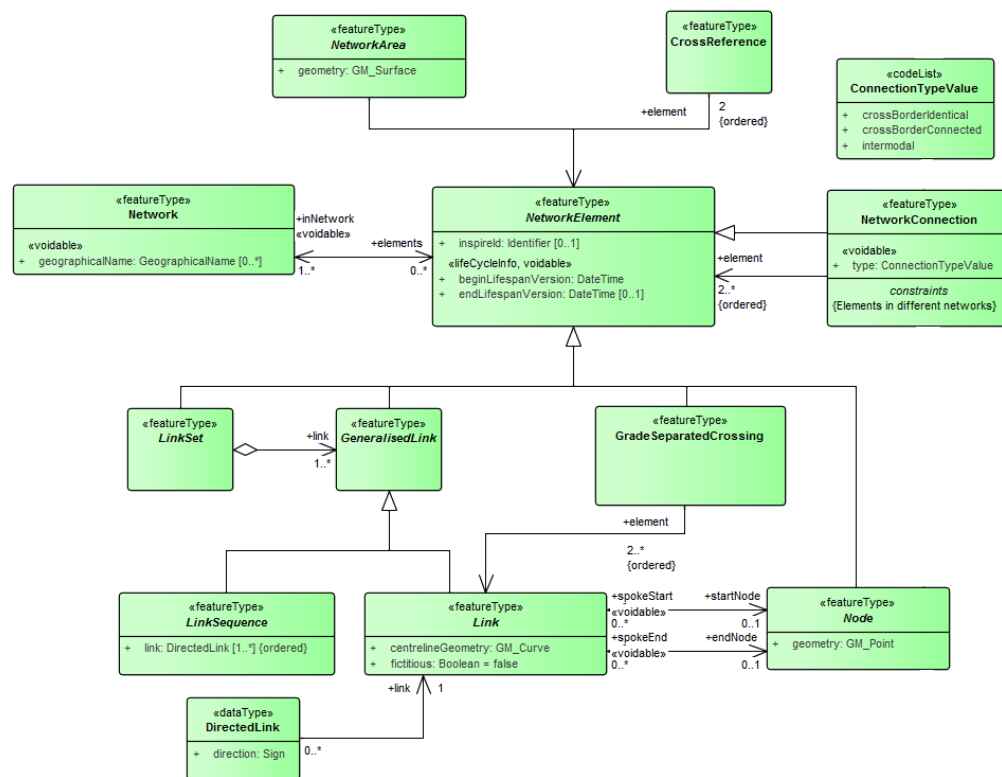 «featureType»
NetworkArea
+ geometry: GM_Surface
«featureType»
CrossReference
«codeList»
ConnectionTypeValue
+ crossBorderIdentical
+ crossBorderConnected
+ intermodal
+element
2
{ordered}
«featureType»
Network
«voidable»
+ geographicalName: GeographicalName [0..*]
+inNetwork
«voidable»
1..*
+elements
0..*
«featureType»
NetworkElement
+ inspireId: Identifier [0..1]
«lifeCycleInfo, voidable»
+ beginLifespanVersion: DateTime
+ endLifespanVersion: DateTime [0..1]
+element
2..*
{ordered}
«featureType»
NetworkConnection
«voidable»
+ type: ConnectionTypeValue
constraints
{Elements in different networks}
«featureType»
LinkSet
+link
1..*
«featureType»
GeneralisedLink
«featureType»
GradeSeparatedCrossing
+element
2..*
{ordered}
«featureType»
LinkSequence
+ link: DirectedLink [1..*] {ordered}
«featureType»
Link
+ centrelineGeometry: GM_Curve
+ fictitious: Boolean = false
+spokeStart
«voidable»
0..*
+startNode
0..1
+spokeEnd
«voidable»
0..*
+endNode
0..1
«featureType»
Node
+ geometry: GM_Point
+link
1
«dataType»
DirectedLink
+ direction: Sign
0..*